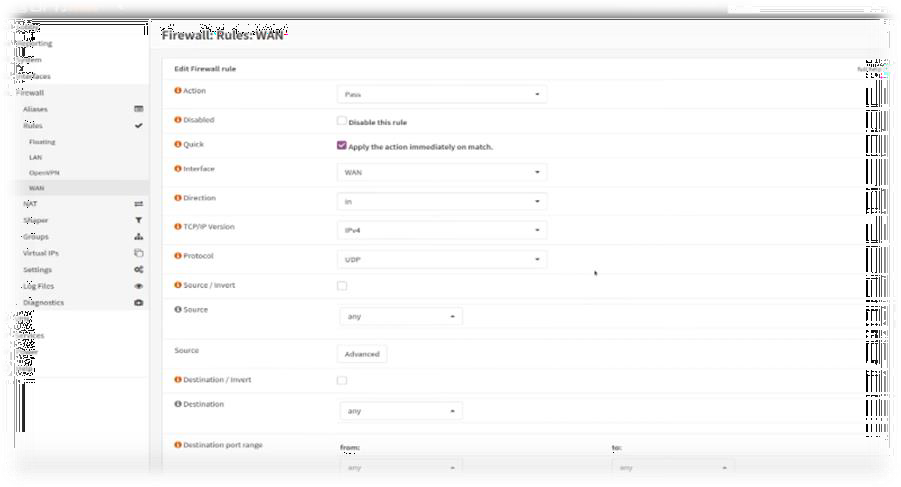 Firewall: Rules: WAN
Edit Firewall rule
Firewall
Aliases
Rules
Floating
LAN
OpenVPN
WAN
NAT
Shaper
Groups
Virtual IPs
Settings
Log Files
Diagnostics
Action
Pass
Disabled
Disable this rule
Quick
Apply the action immediately on match.
Interface
WAN
Direction
in
TCP/IP Version
IPv4
Protocol
UDP
Source / Invert
Source
any
Source
Advanced
Destination / Invert
Destination
any
Destination port range
from:
to:
any
any